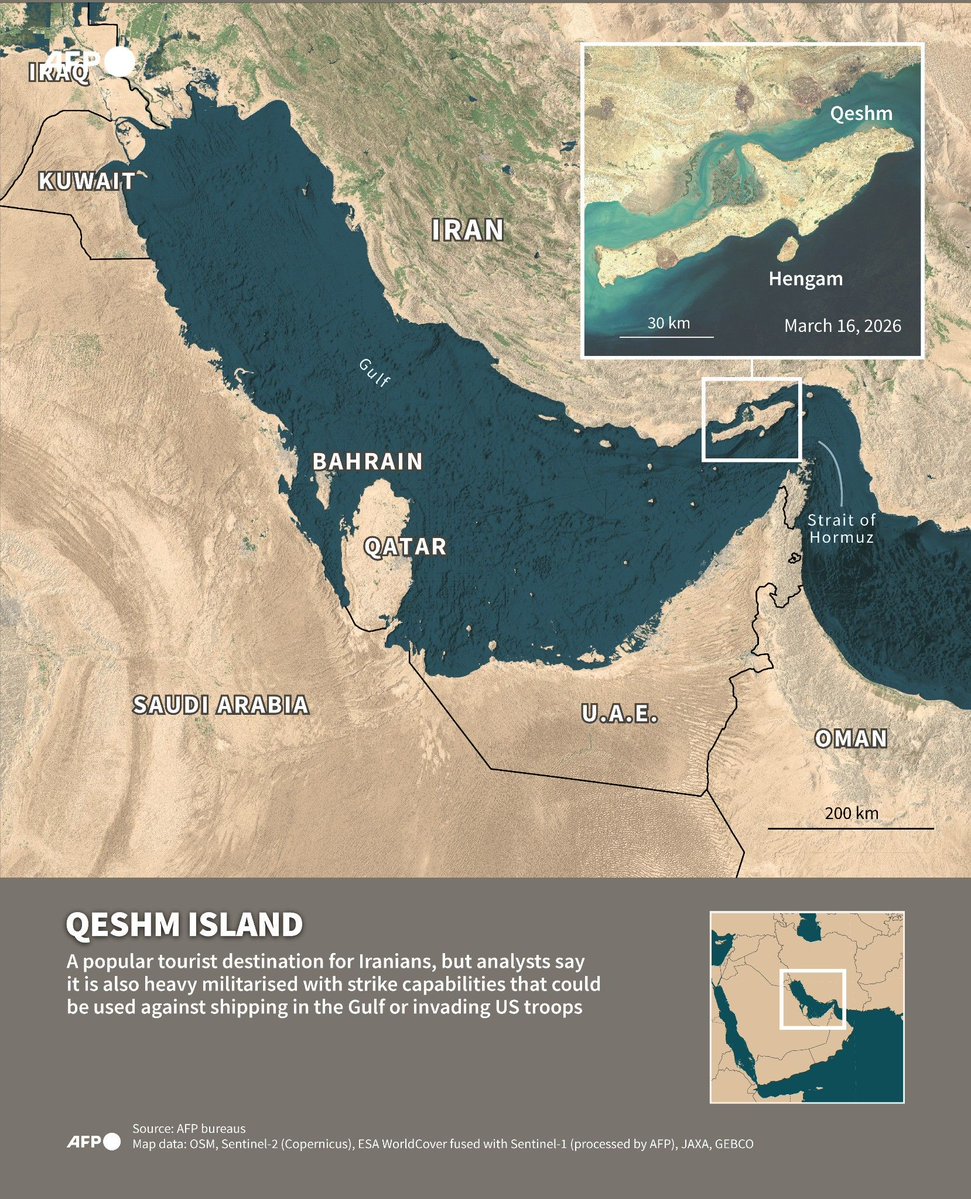 AFP
IRAQ
KUWAIT
IRAN
Gulf
BAHRAIN
QATAR
SAUDI ARABIA
U.A.E.
OMAN
Strait of
Hormuz
200 km
Qeshm
Hengam
30 km
March 16, 2026
QESHM ISLAND
A popular tourist destination for Iranians, but analysts say
it is also heavy militarised with strike capabilities that could
be used against shipping in the Gulf or invading US troops
AFP
Source: AFP bureaus
Map data: OSM, Sentinel-2 (Copernicus), ESA WorldCover fused with Sentinel-1 (processed by AFP), JAXA, GEBCO